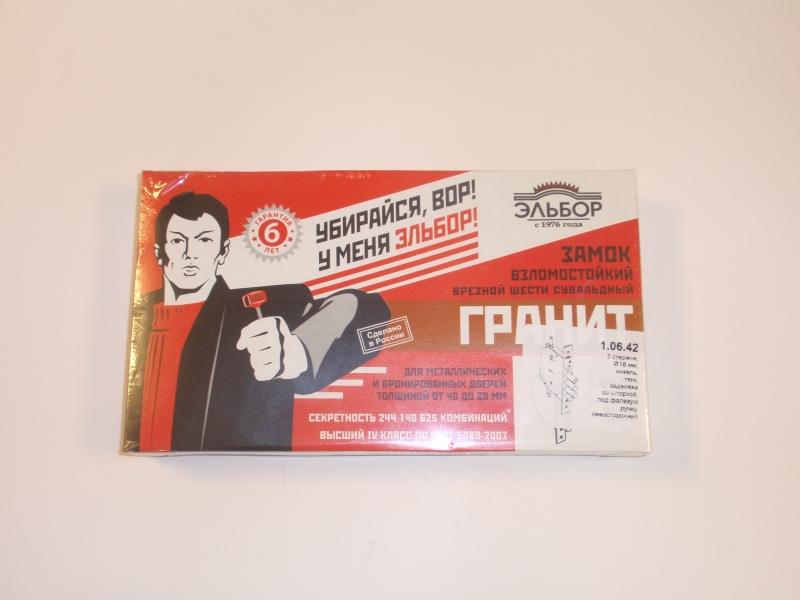 ГАРАНТИЯ
6
ЛЕТ
УБИРАЙСЯ, ВОР!
У МЕНЯ ЭЛЬБОР!
ЭЛЬБОР
с 1976 года
ЗАМОК
ВЗЛОМОСТОЙКИЙ
ВРЕЗНОЙ ШЕСТИ СУВАЛЬДНЫЙ
ГРАНИТ
Сделано
в России
1.06.42
3 стержня,
Ø18 мм,
никель,
тяги,
задвижка
со шторкой,
под фалевую
ручку,
левосторонний
ДЛЯ МЕТАЛЛИЧЕСКИХ
И БРОНИРОВАННЫХ ДВЕРЕЙ
ТОЛЩИНОЙ ОТ 40 ДО ММ
СЕКРЕТНОСТЬ 244 140 625 КОМБИНАЦИЙ*
ВЫСШИЙ IV КЛАСС ПО ГОСТ 5089-2003